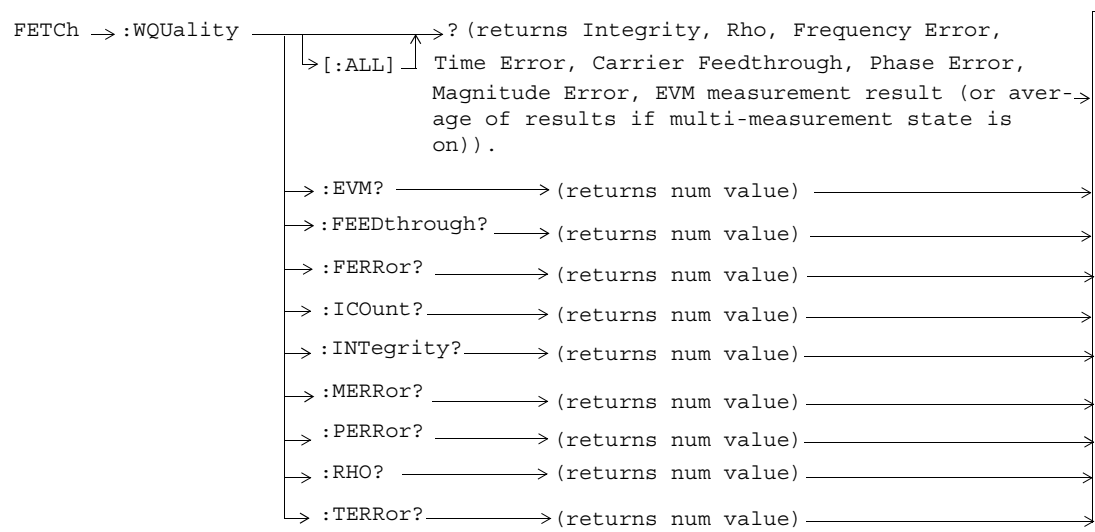 FETCh :WQUality ? (returns Integrity, Rho, Frequency Error,
[:ALL] Time Error, Carrier Feedthrough, Phase Error,
Magnitude Error, EVM measurement result (or aver-
age of results if multi-measurement state is
on)).
:EVM? (returns num value)
:FEEDthrough? (returns num value)
:FERRor? (returns num value)
:ICOunt? (returns num value)
:INTegrity? (returns num value)
:MERRor? (returns num value)
:PERRor? (returns num value)
:RHO? (returns num value)
:TERRor? (returns num value)